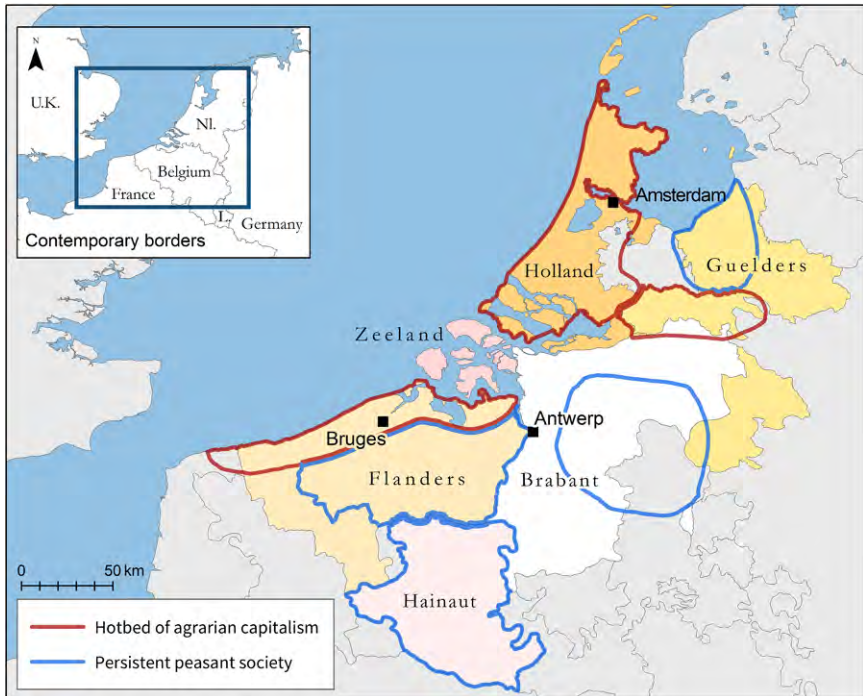 N
U.K.
Nl.
Belgium
France
L.
Germany
Contemporary borders
Amsterdam
Holland
Guelders
Zeeland
Bruges
Antwerp
Flanders
Brabant
Hainaut
0 50 km
Hotbed of agrarian capitalism
Persistent peasant society